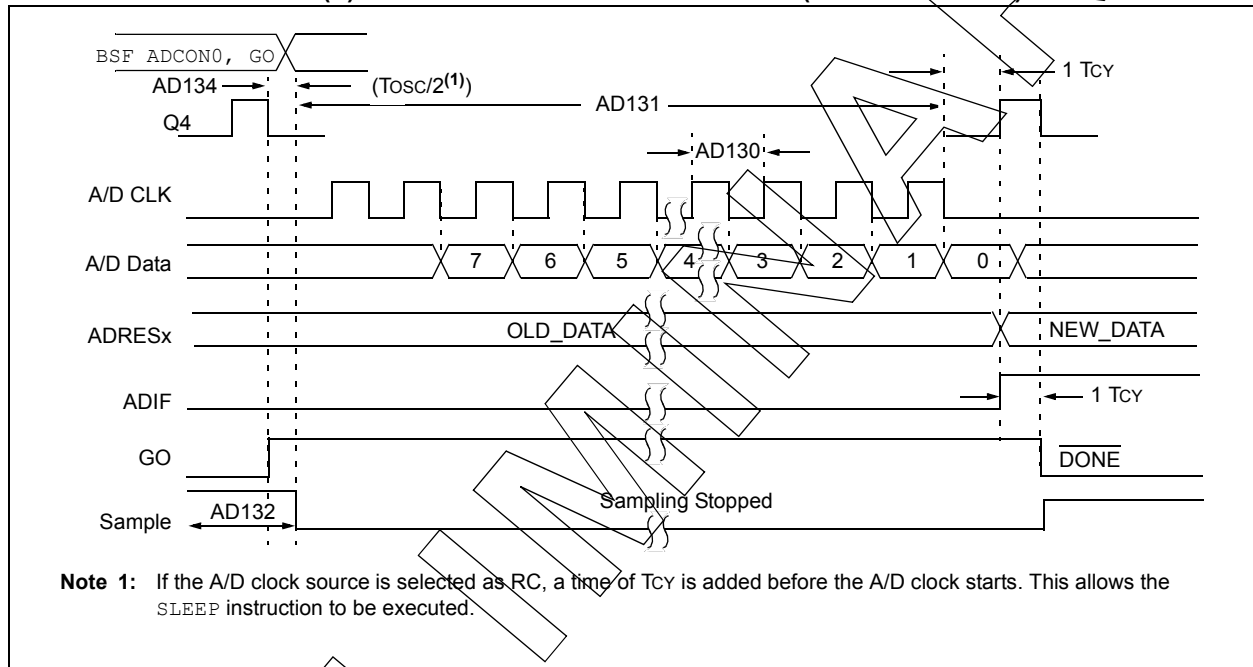 BSF ADCON0, GO
AD134
(TOSC/2(1))
1 TCY
AD131
Q4
AD130
A/D CLK
A/D Data
7 6 5 4 3 2 1 0
ADRESx
OLD_DATA
NEW_DATA
ADIF
1 TCY
GO
DONE
Sampling Stopped
AD132
Sample
Note 1: If the A/D clock source is selected as RC, a time of TCY is added before the A/D clock starts. This allows the
SLEEP instruction to be executed.